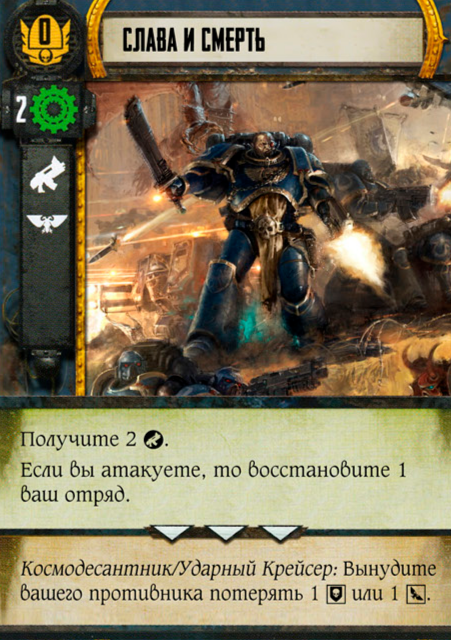 0
СЛАВА И СМЕРТЬ
2
Получите 2 .
Если вы атакуете, то восстановите 1
ваш отряд.
Космодесантник/Ударный Крейсер: Вынудите
вашего противника потерять 1 или 1 .